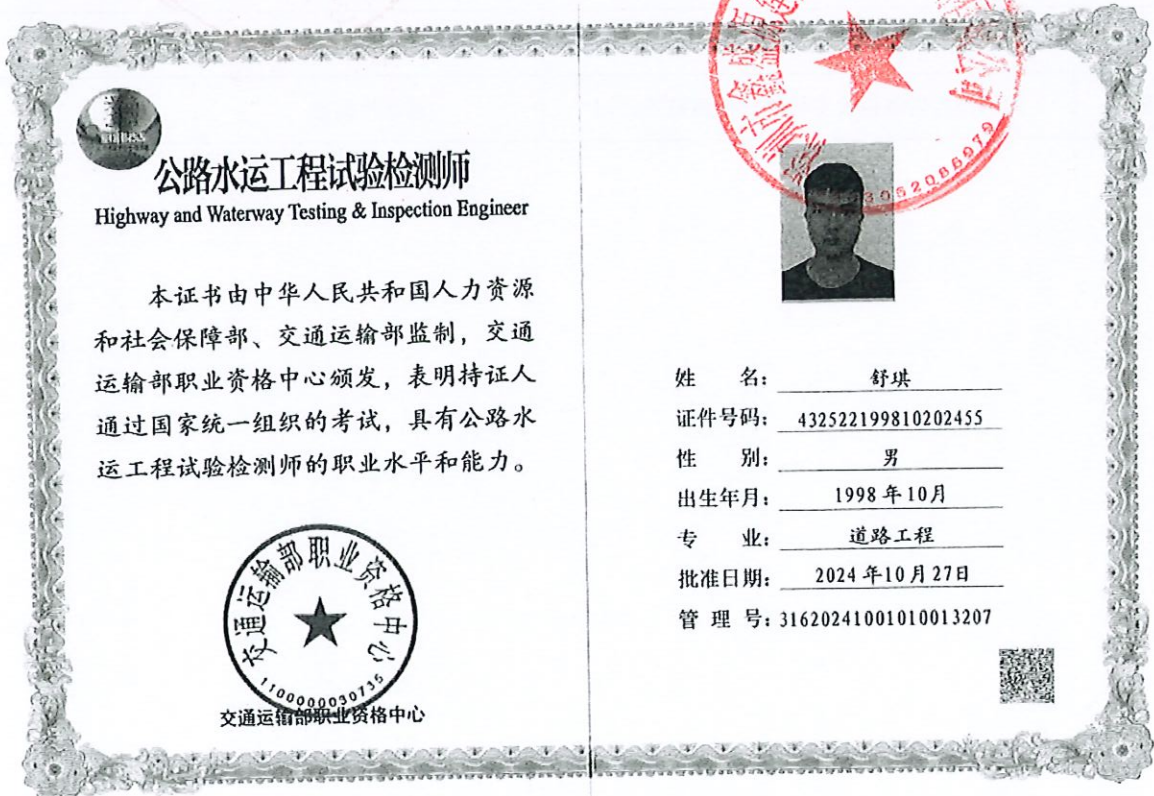 公路水运工程试验检测师
Highway and Waterway Testing & Inspection Engineer
本证书由中华人民共和国人力资源
和社会保障部、交通运输部监制，交通
运输部职业资格中心颁发，表明持证人
通过国家统一组织的考试，具有公路水
运工程试验检测师的职业水平和能力。
交通运输部职业资格中心
1100000030735
交通运输部职业资格中心
姓 名： 舒琪
证件号码： 432522199810202455
性 别： 男
出生年月： 1998年10月
专 业： 道路工程
批准日期： 2024年10月27日
管 理 号：31620241001010013207